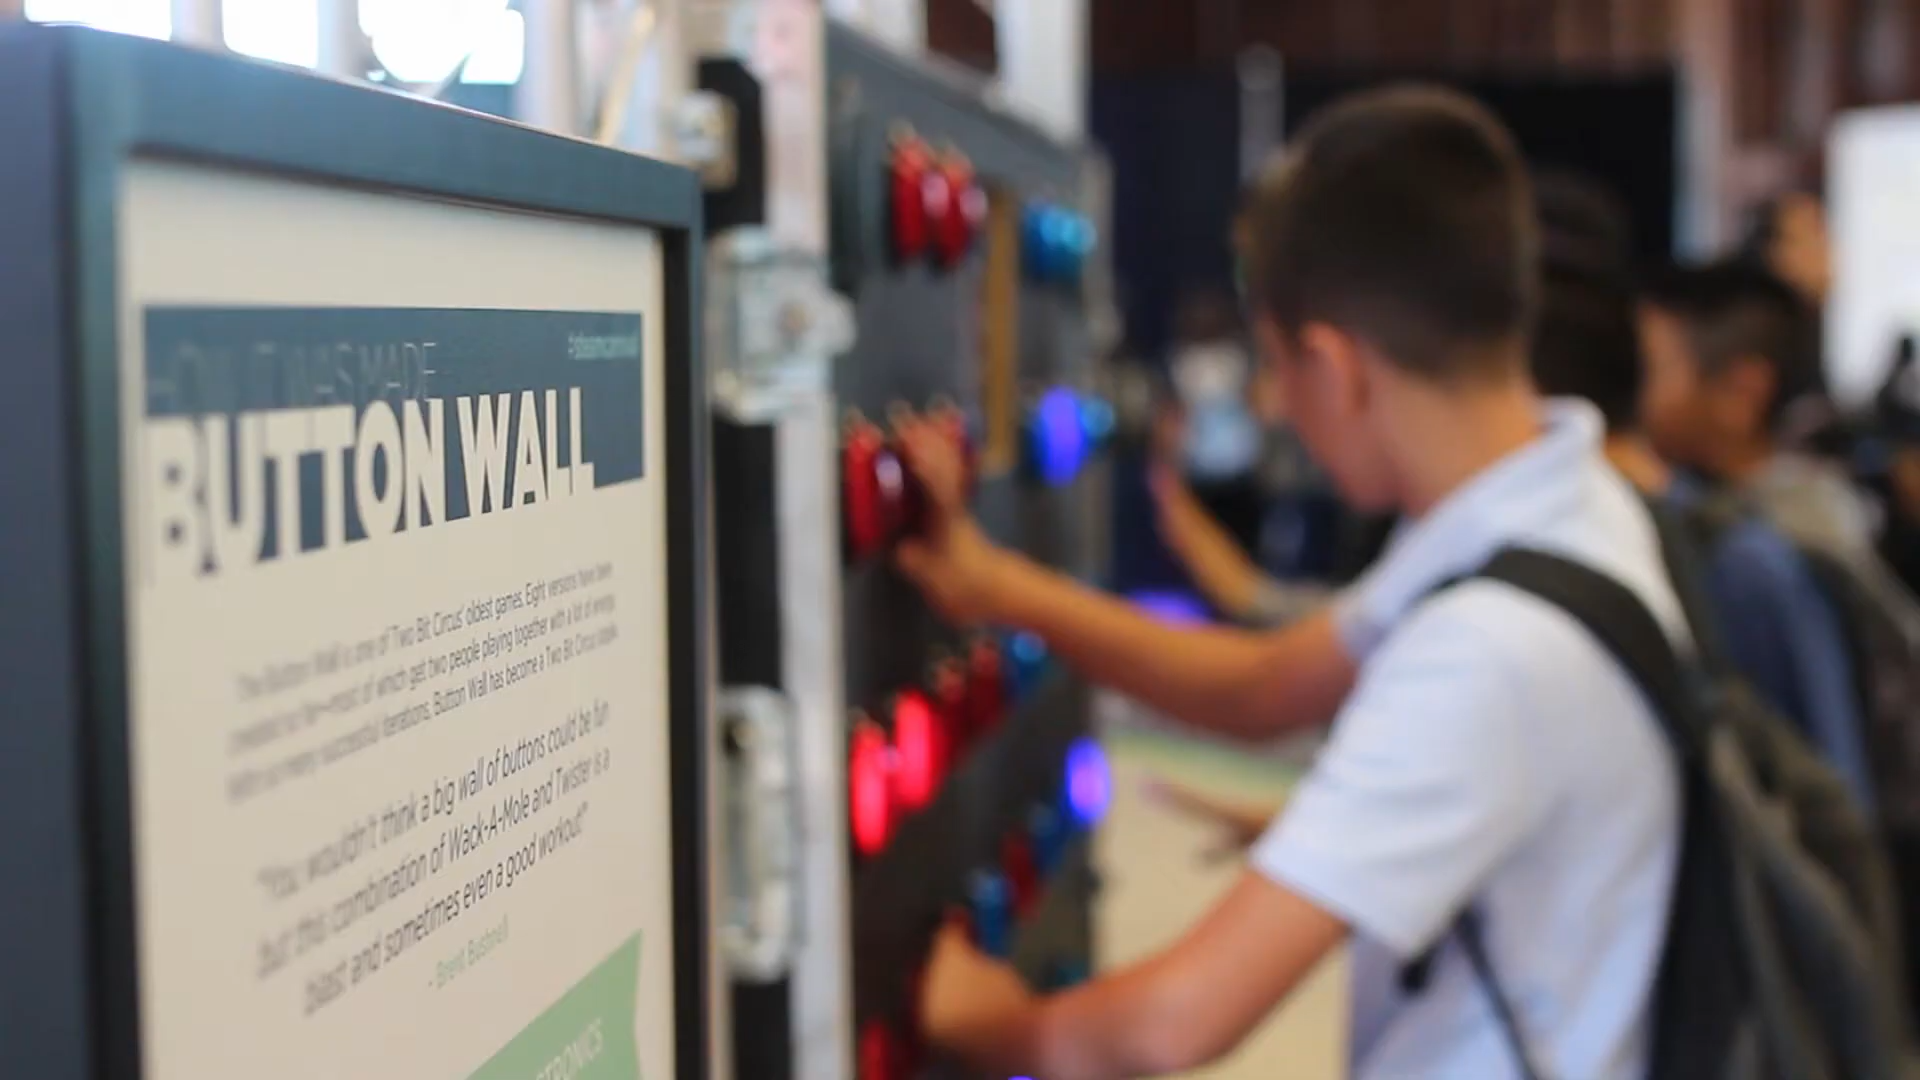 HOW IT WAS MADE
#steamcarnival
BUTTON WALL
The Button Wall is one of Two Bit Circus' oldest games. Eight versions have been
created so far—most of which get two people playing together with a lot of energy.
With so many successful iterations, Button Wall has become a Two Bit Circus staple.
"You wouldn't think a big wall of buttons could be fun
but this combination of Wack-A-Mole and Twister is a
blast and sometimes even a good workout!"
- Brent Bushnell